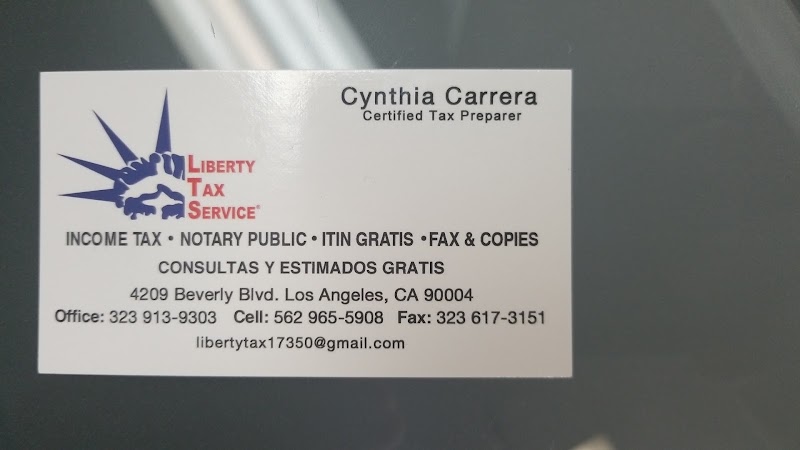 Cynthia Carrera
Certified Tax Preparer
LIBERTY
TAX
SERVICE®
INCOME TAX • NOTARY PUBLIC • ITIN GRATIS • FAX & COPIES
CONSULTAS Y ESTIMADOS GRATIS
4209 Beverly Blvd. Los Angeles, CA 90004
Office: 323 913-9303 Cell: 562 965-5908 Fax: 323 617-3151
libertytax17350@gmail.com